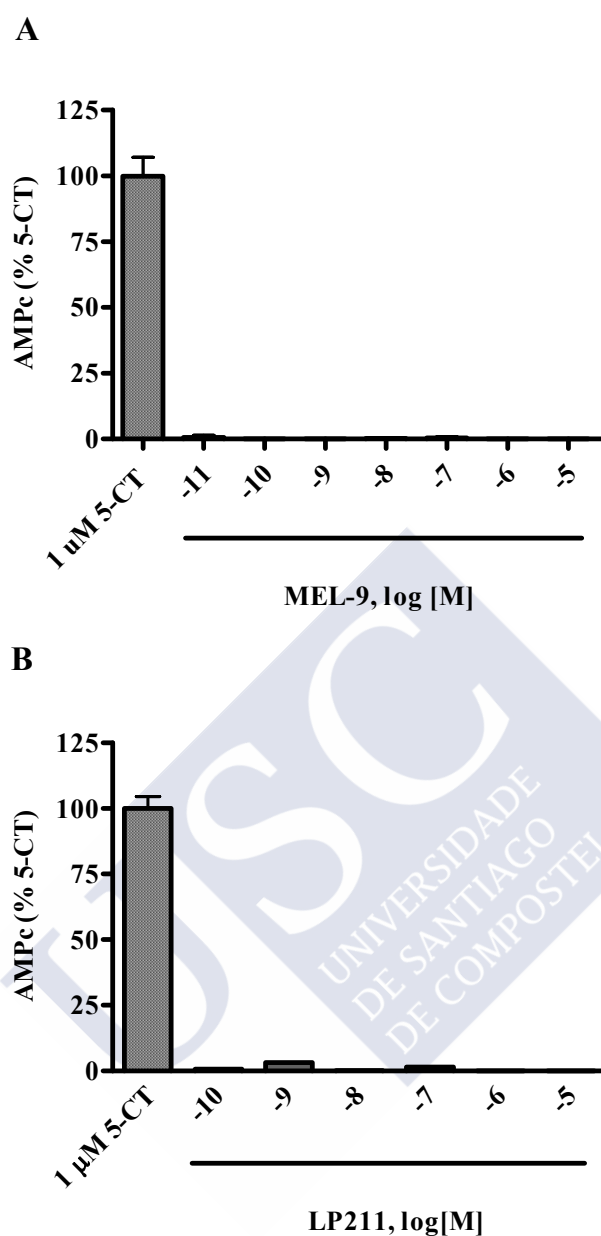 A
125
100
75
50
25
0
AMPc (% 5-CT)
1 uM 5-CT
-11
-10
-9
-8
-7
-6
-5
MEL-9, log [M]
B
125
100
75
50
25
0
AMPc (% 5-CT)
1 µM 5-CT
-10
-9
-8
-7
-6
-5
LP211, log[M]
USC
UNIVERSIDADE
DE SANTIAGO
DE COMPOSTEL